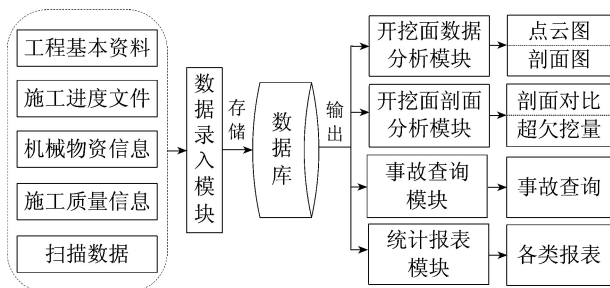 工程基本资料
施工进度文件
机械物资信息
施工质量信息
扫描数据
数据录入模块
存储
数据库
输出
开挖面数据
分析模块
点云图
剖面图
开挖面剖面
分析模块
剖面对比
超欠挖量
事故查询
模块
事故查询
统计报表
模块
各类报表